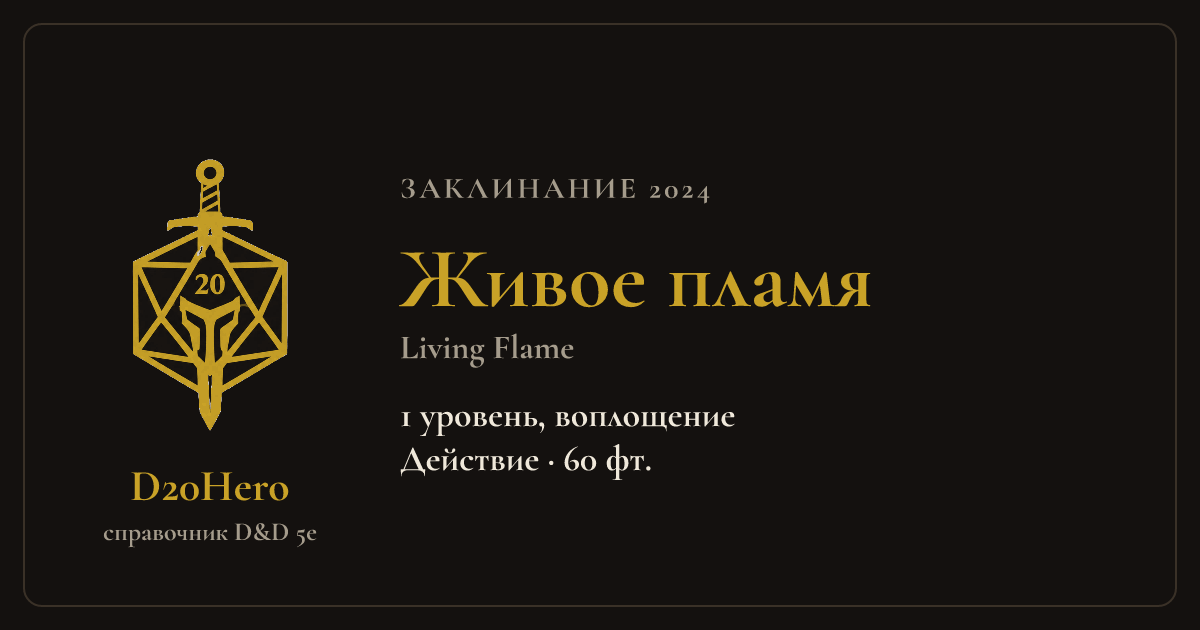 20
D20Hero
справочник D&D 5e
ЗАКЛИНАНИЕ 2024
Живое пламя
Living Flame
1 уровень, воплощение
Действие · 60 фт.